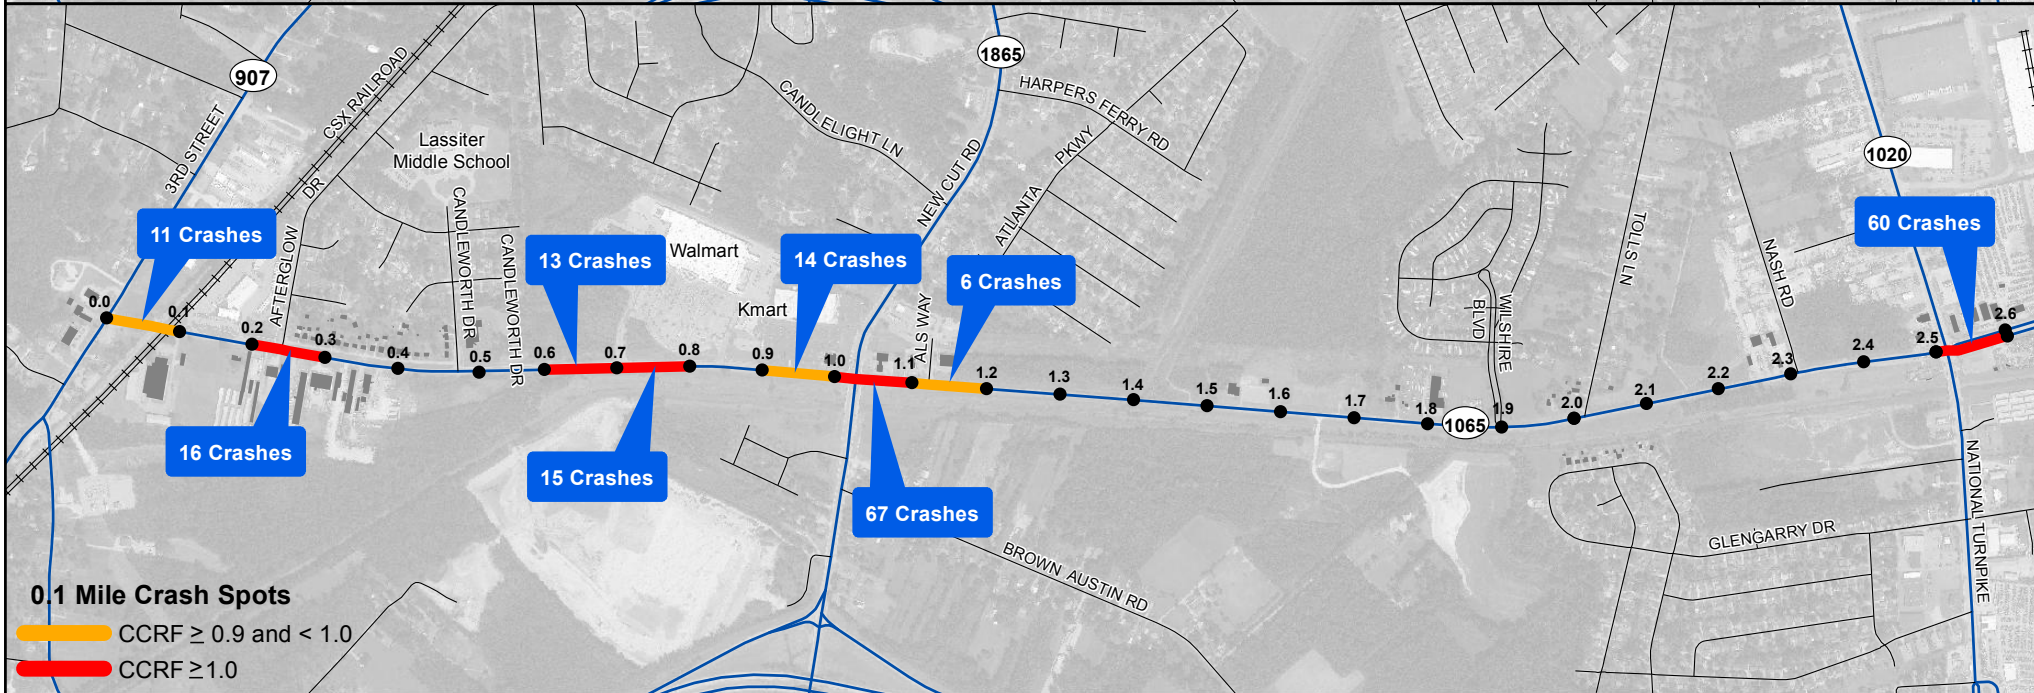 907
1865
1020
1065
3RD STREET
CSX RAILROAD
Lassiter
Middle School
CANDLELIGHT LN
HARPERS FERRY RD
NEW CUT RD
ATLANTA PKWY
AFTERGLOW DR
CANDLEWORTH DR
CANDLEWORTH DR
Walmart
Kmart
ALS WAY
WILSHIRE
BLVD
TOLLS LN
NASH RD
NATIONAL TURNPIKE
GLENGARRY DR
BROWN AUSTIN RD
11 Crashes
16 Crashes
13 Crashes
15 Crashes
14 Crashes
67 Crashes
6 Crashes
60 Crashes
0.0
0.1
0.2
0.3
0.4
0.5
0.6
0.7
0.8
0.9
1.0
1.1
1.2
1.3
1.4
1.5
1.6
1.7
1.8
1.9
2.0
2.1
2.2
2.3
2.4
2.5
2.6
0.1 Mile Crash Spots
CCRF ≥ 0.9 and < 1.0
CCRF ≥1.0